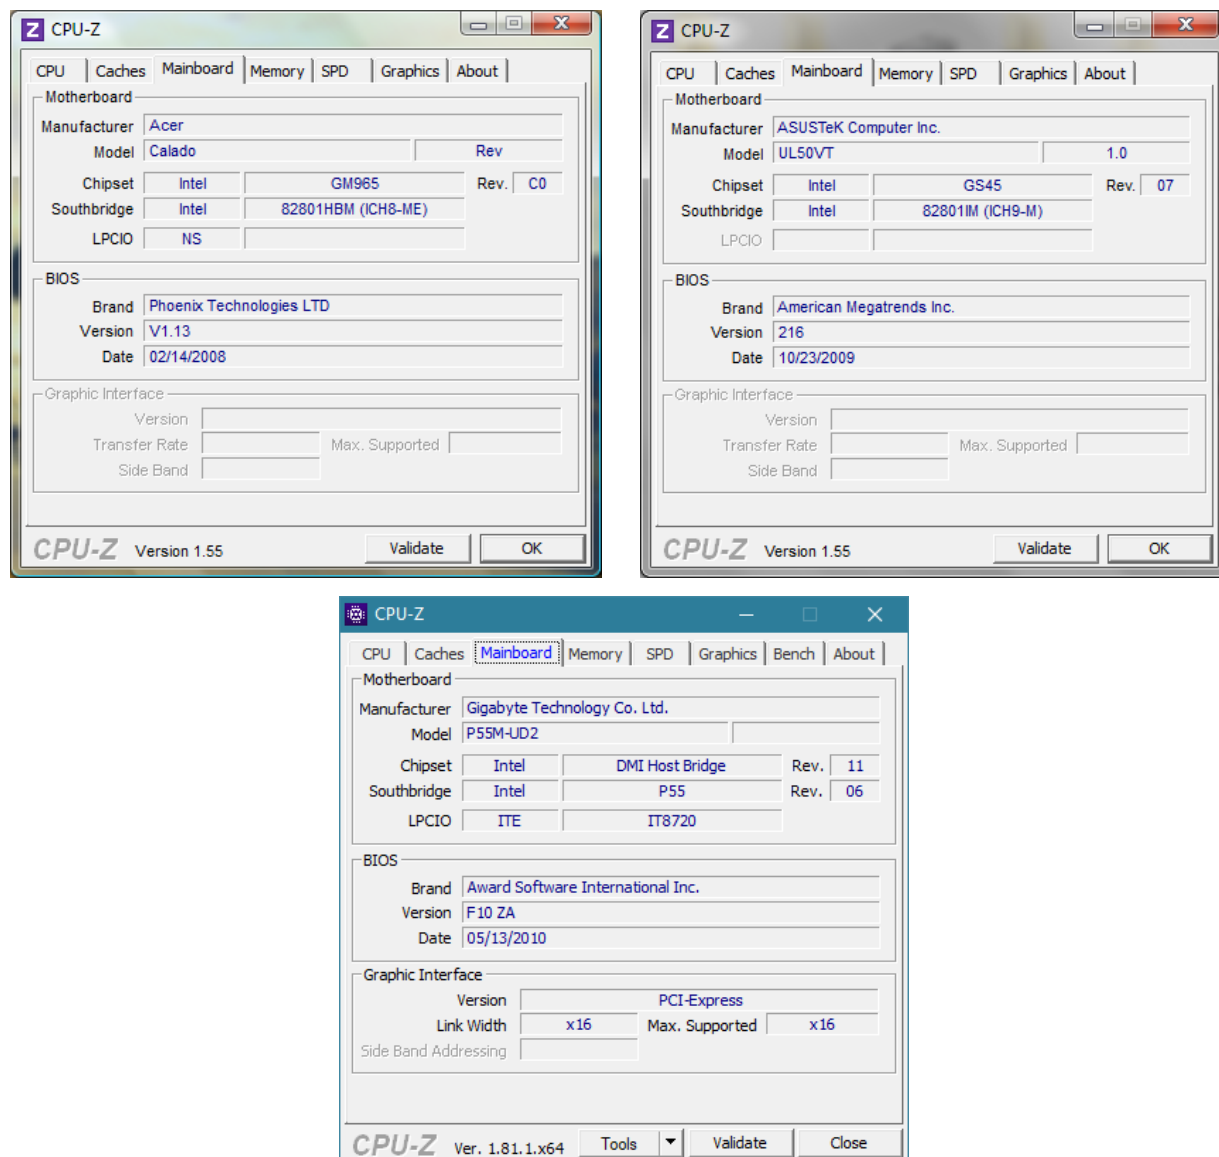 CPU-Z
CPU Caches Mainboard Memory SPD Graphics About
Motherboard
Manufacturer Acer
Model Calado Rev
Chipset Intel GM965 Rev. C0
Southbridge Intel 82801HBM (ICH8-ME)
LPCIO NS
BIOS
Brand Phoenix Technologies LTD
Version V1.13
Date 02/14/2008
Graphic Interface
Version
Transfer Rate Max. Supported
Side Band
CPU-Z Version 1.55 Validate OK
CPU-Z
CPU Caches Mainboard Memory SPD Graphics About
Motherboard
Manufacturer ASUSTeK Computer Inc.
Model UL50VT 1.0
Chipset Intel GS45 Rev. 07
Southbridge Intel 82801IM (ICH9-M)
LPCIO
BIOS
Brand American Megatrends Inc.
Version 216
Date 10/23/2009
Graphic Interface
Version
Transfer Rate Max. Supported
Side Band
CPU-Z Version 1.55 Validate OK
CPU-Z
CPU Caches Mainboard Memory SPD Graphics Bench About
Motherboard
Manufacturer Gigabyte Technology Co. Ltd.
Model P55M-UD2
Chipset Intel DMI Host Bridge Rev. 11
Southbridge Intel P55 Rev. 06
LPCIO ITE IT8720
BIOS
Brand Award Software International Inc.
Version F10 ZA
Date 05/13/2010
Graphic Interface
Version PCI-Express
Link Width x16 Max. Supported x16
Side Band Addressing
CPU-Z Ver. 1.81.1.x64 Tools Validate Close